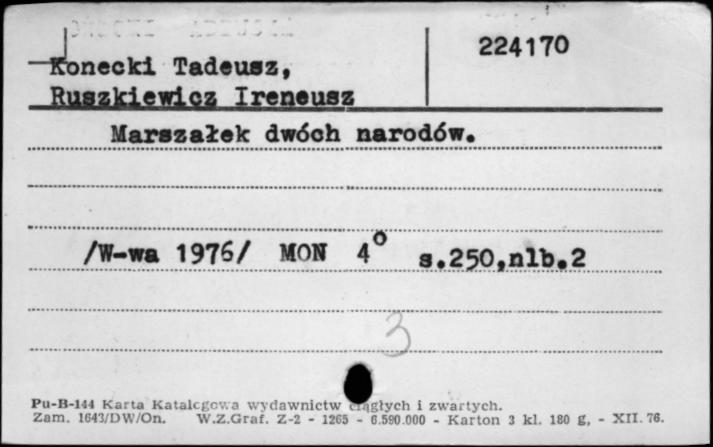 224170
Konecki Tadeusz,
Ruszkiewicz Ireneusz
Marszałek dwóch narodów.
/W-wa 1976/ MON 4° s.250,nlb.2
3
Pu-B-144 Karta Katalogowa wydawnictw ciągłych i zwartych.
Zam. 1643/DW/On. W.Z.Graf. Z-2 - 1265 - 6.590.000 - Karton 3 kl. 180 g, - XII. 76.